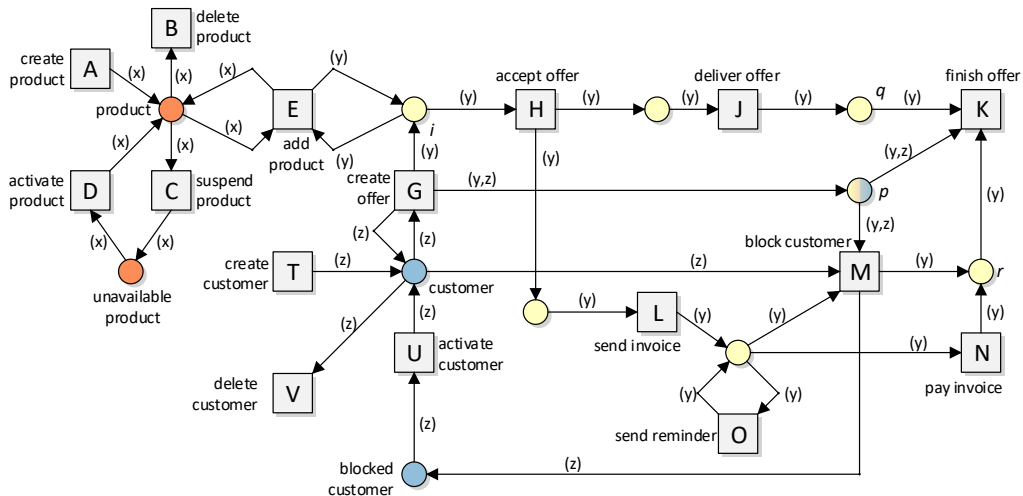 B
delete
product
create
product
A
(x)
(x)
(x)
(y)
product
(x)
E
add
product
(x)
(x)
(y)
i
(y)
accept offer
H
(y)
(y)
deliver offer
J
(y)
q
(y)
finish offer
K
(y)
(y)
activate
product
D
C
suspend
product
(x)
(x)
unavailable
product
create
offer
G
(y,z)
(y,z)
p
(y,z)
(y)
(z)
(z)
block customer
create
customer
T
(z)
customer
(z)
M
(y)
r
(z)
(z)
U
activate
customer
(y)
L
send invoice
(y)
(y)
(y)
(y)
N
pay invoice
delete
customer
V
(y)
(y)
(z)
send reminder
O
blocked
customer
(z)